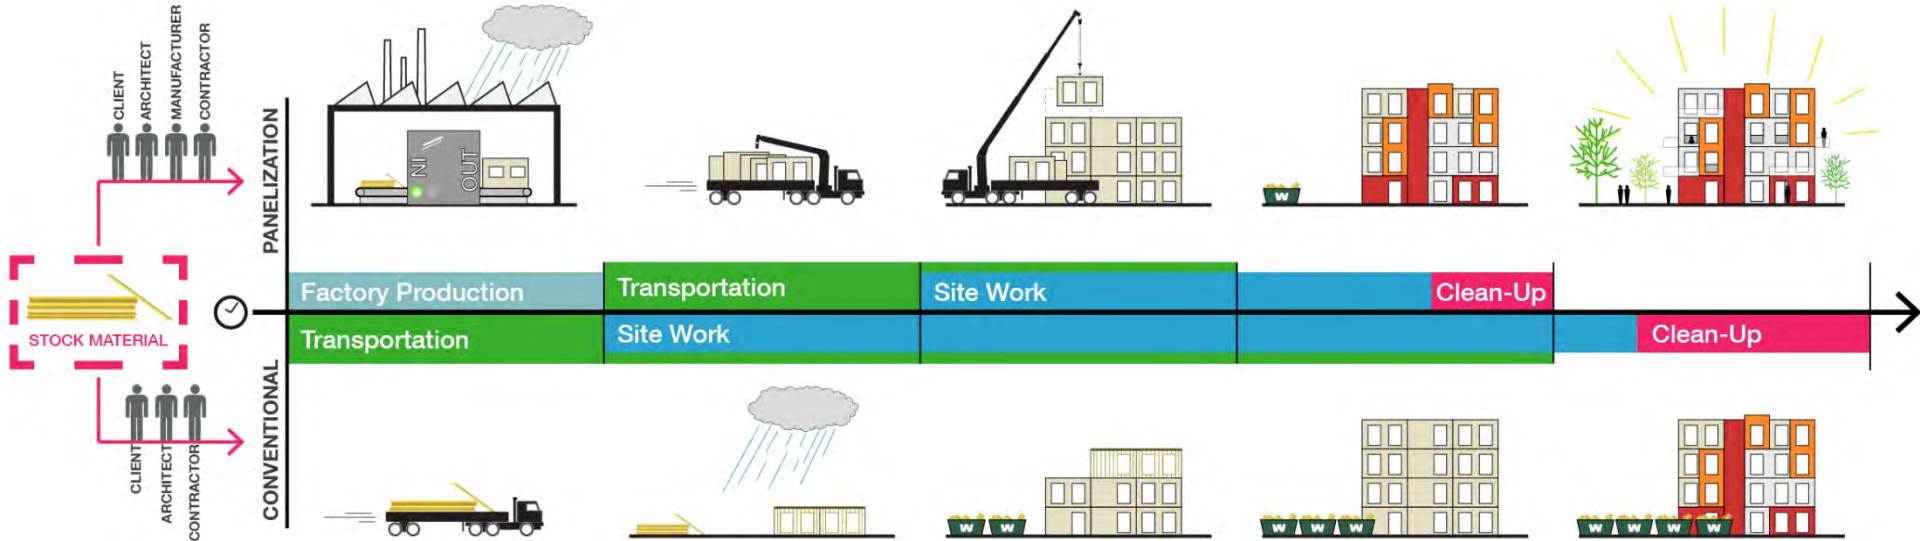 CLIENT
ARCHITECT
MANUFACTURER
CONTRACTOR
PANELIZATION
IN
OUT
W
Factory Production
Transportation
Site Work
Clean-Up
STOCK MATERIAL
Transportation
Site Work
Clean-Up
CLIENT
ARCHITECT
CONTRACTOR
CONVENTIONAL
W W
W W W
W W W W